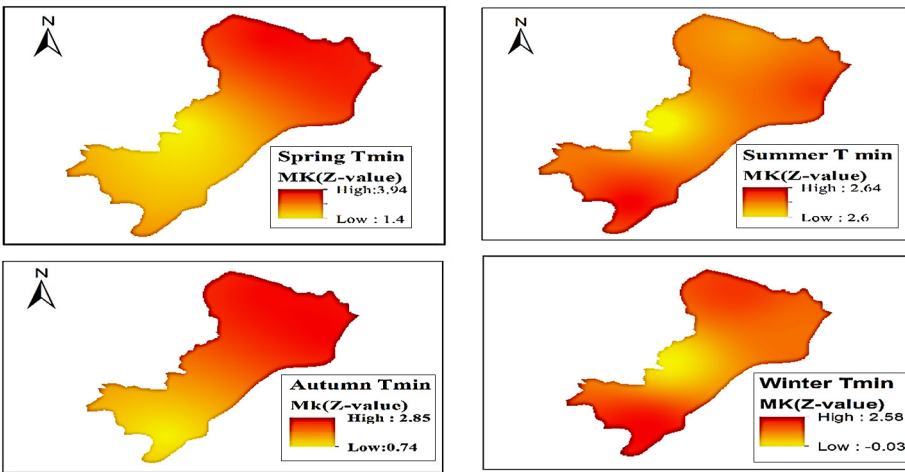 N
Spring Tmin
MK(Z-value)
High:3.94
Low : 1.4
N
Summer T min
MK(Z-value)
High : 2.64
Low : 2.6
N
Autumn Tmin
Mk(Z-value)
High : 2.85
Low:0.74
Winter Tmin
MK(Z-value)
High : 2.58
Low : -0.03